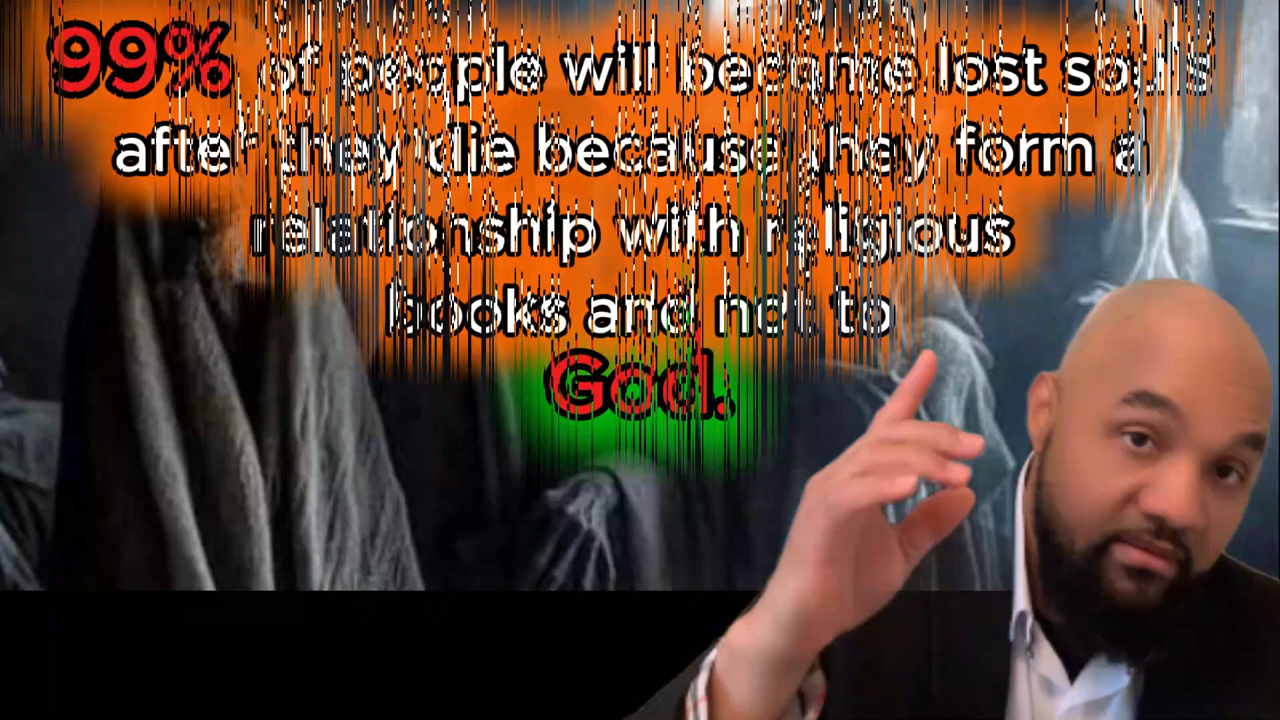 99% of people will become lost souls
after they die because they form a
relationship with religious
books and not to
God.